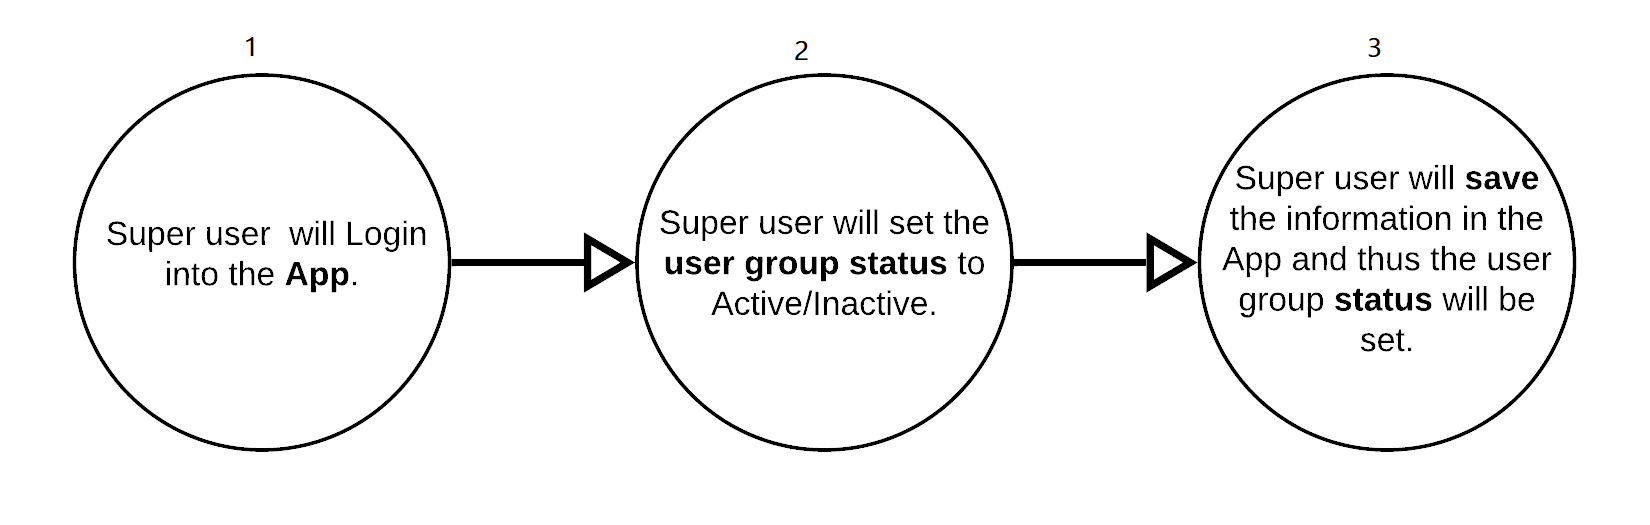 1
Super user  will Login
into the App.
2
Super user will set the
user group status to
Active/Inactive.
3
Super user will save
the information in the
App and thus the user
group status will be
set.